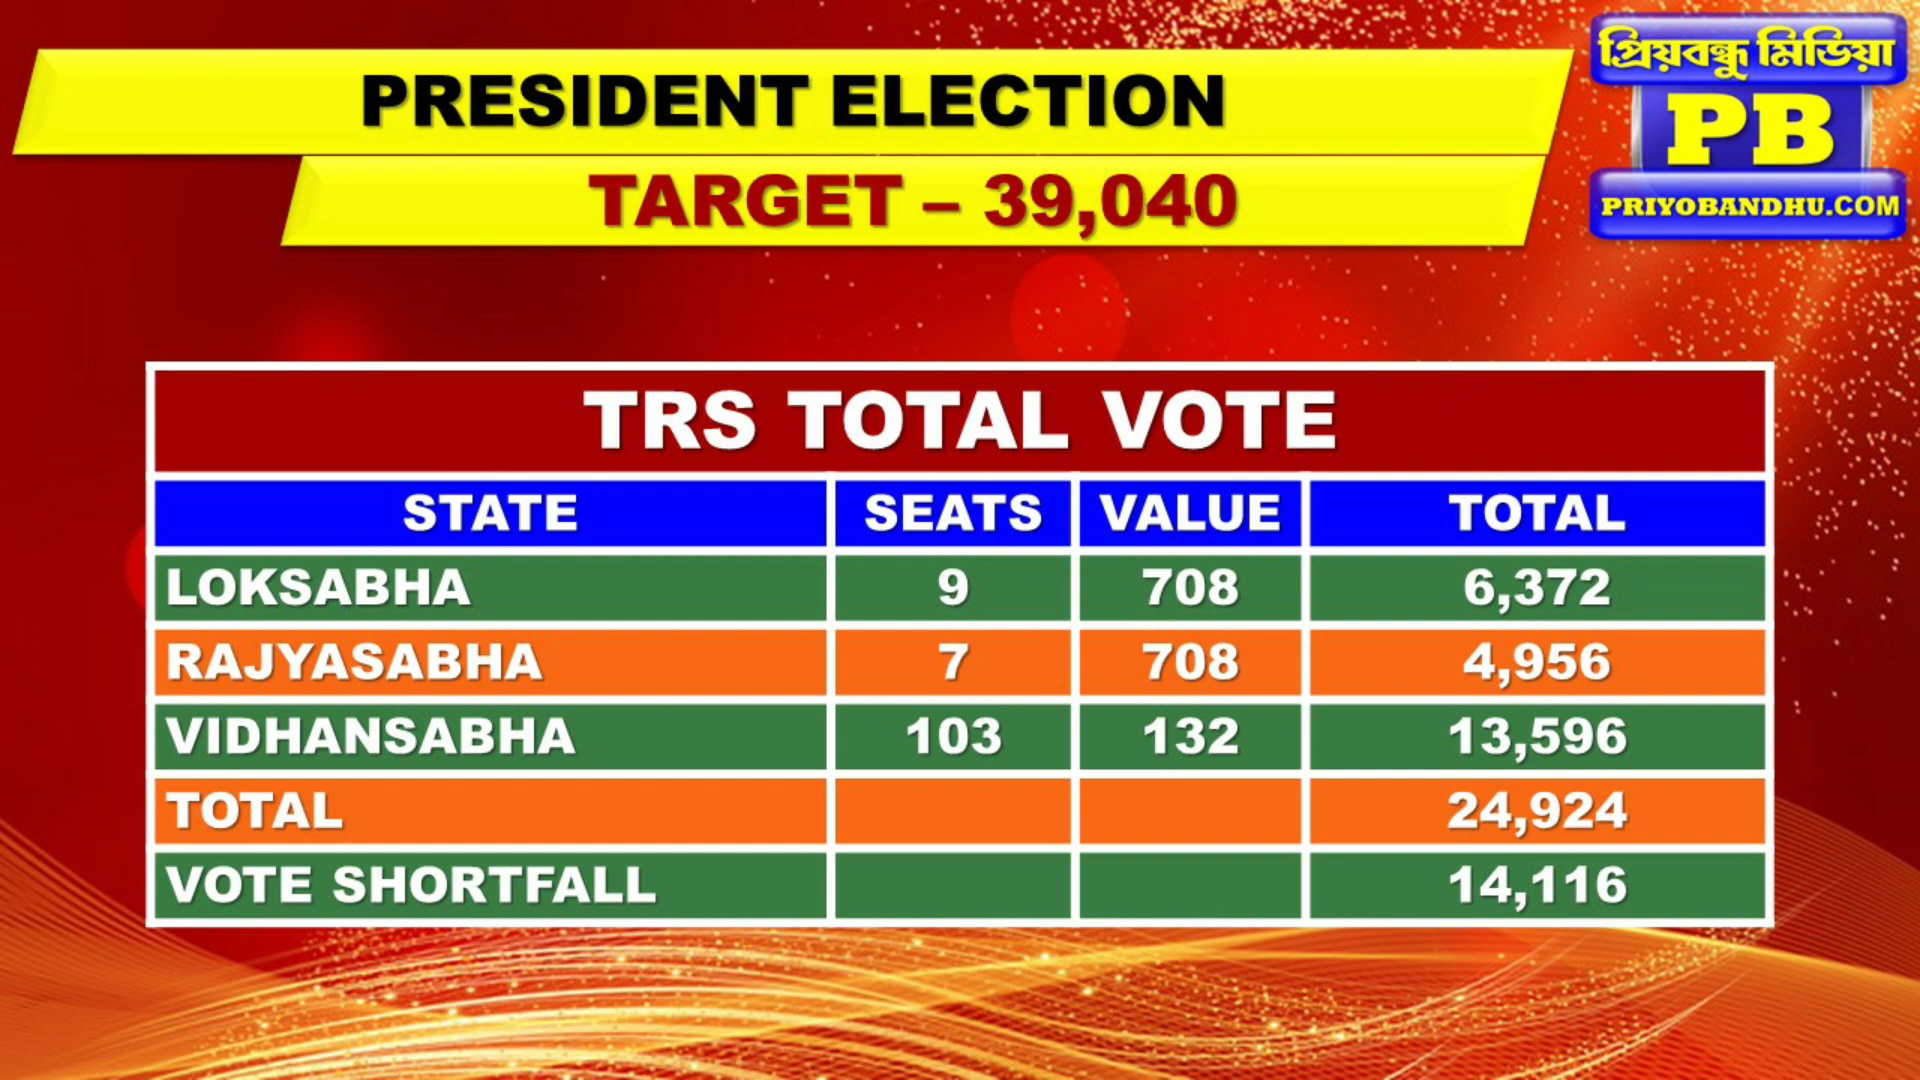 PRESIDENT ELECTION
TARGET – 39,040
প্রিয়বন্ধু মিডিয়া
PB
PRIYOBANDHU.COM
TRS TOTAL VOTE
STATE SEATS VALUE TOTAL
LOKSABHA 9 708 6,372
RAJYASABHA 7 708 4,956
VIDHANSABHA 103 132 13,596
TOTAL 24,924
VOTE SHORTFALL 14,116